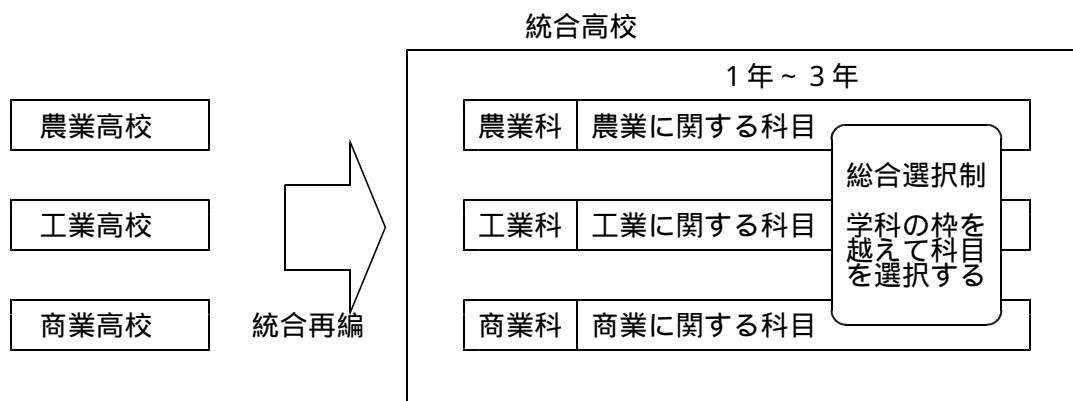 統合高校
1年~3年
農業高校
農業科 農業に関する科目
総合選択制
工業高校
工業科 工業に関する科目
学科の枠を
越えて科目
を選択する
商業高校
統合再編
商業科 商業に関する科目